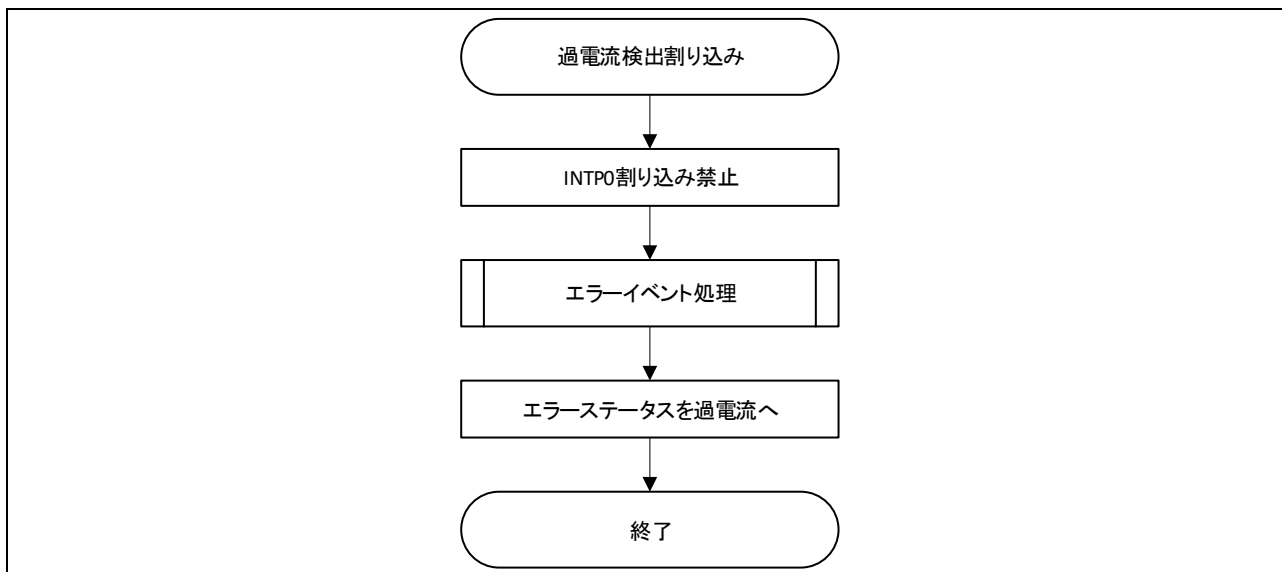 過電流検出割り込み
INTP0割り込み禁止
エラーイベント処理
エラーステータスを過電流へ
終了